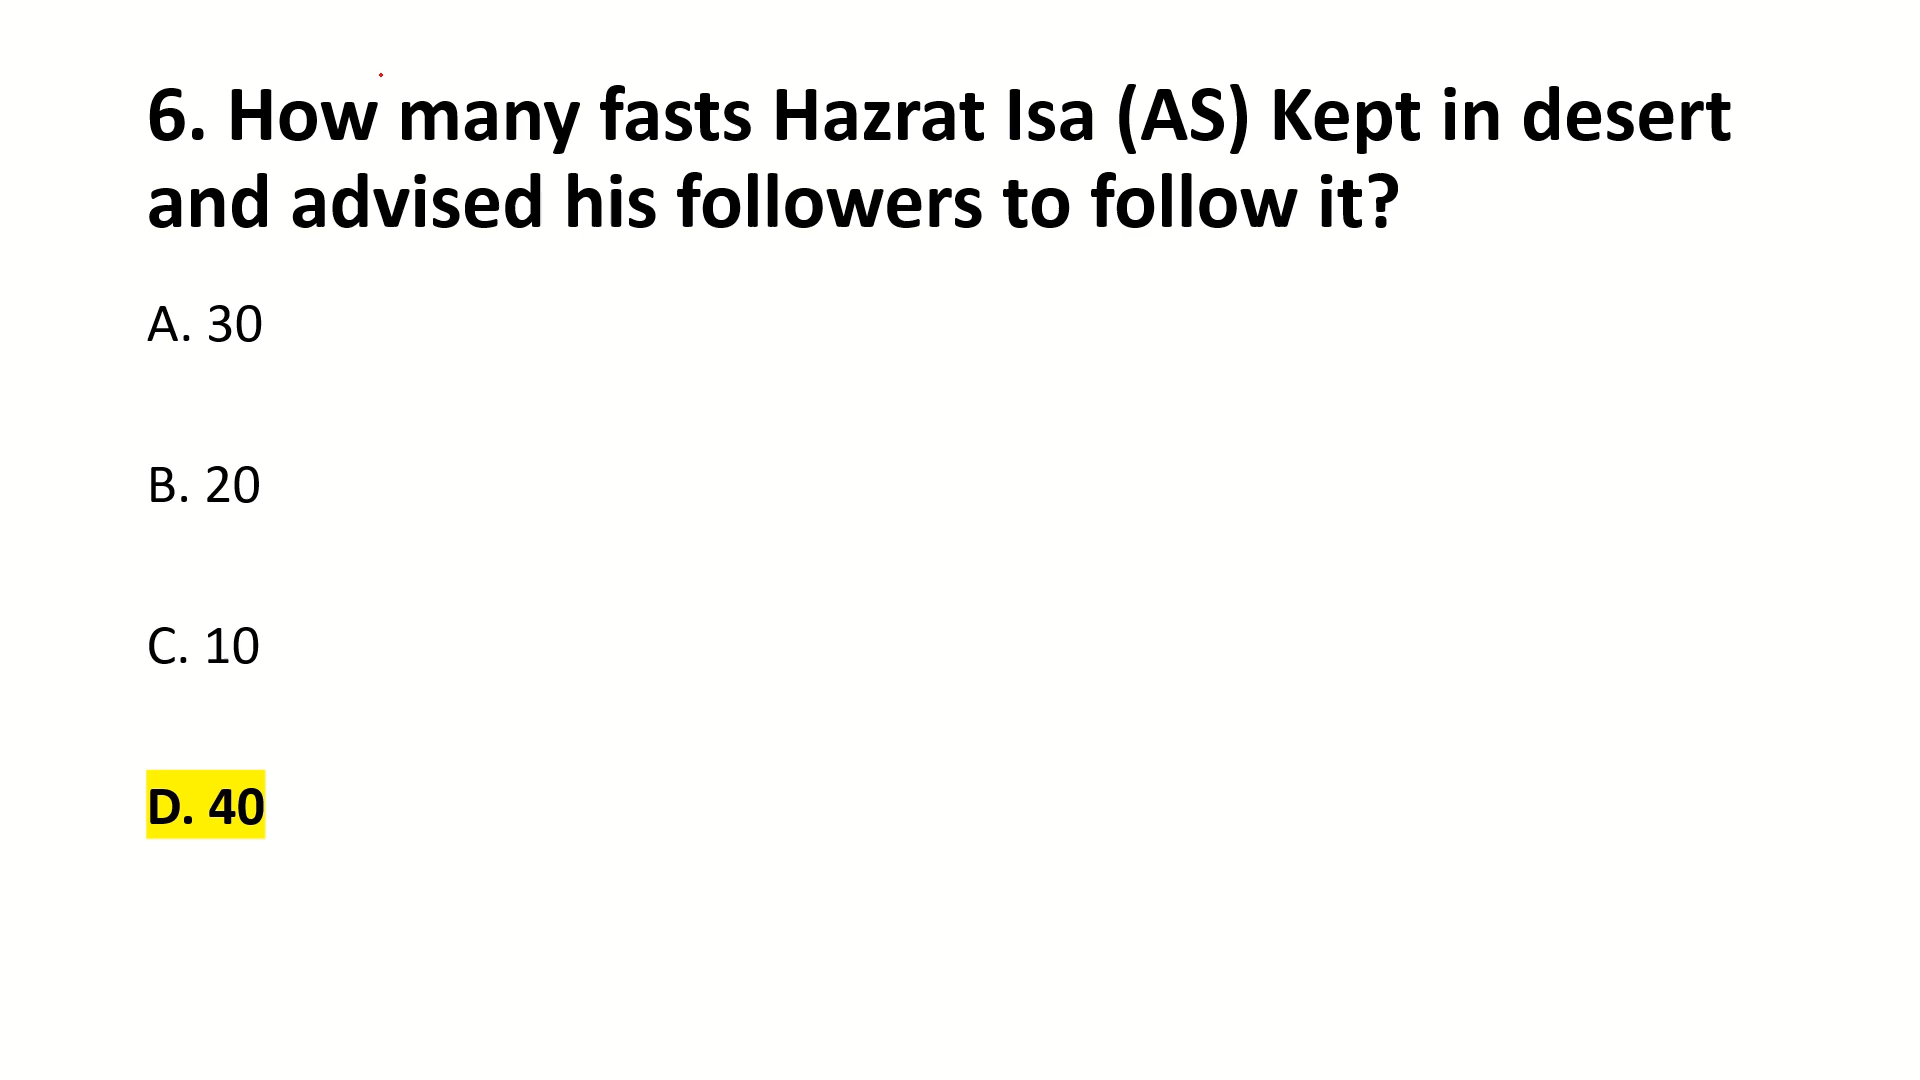 6. How many fasts Hazrat Isa (AS) Kept in desert
and advised his followers to follow it?
A. 30
B. 20
C. 10
D. 40